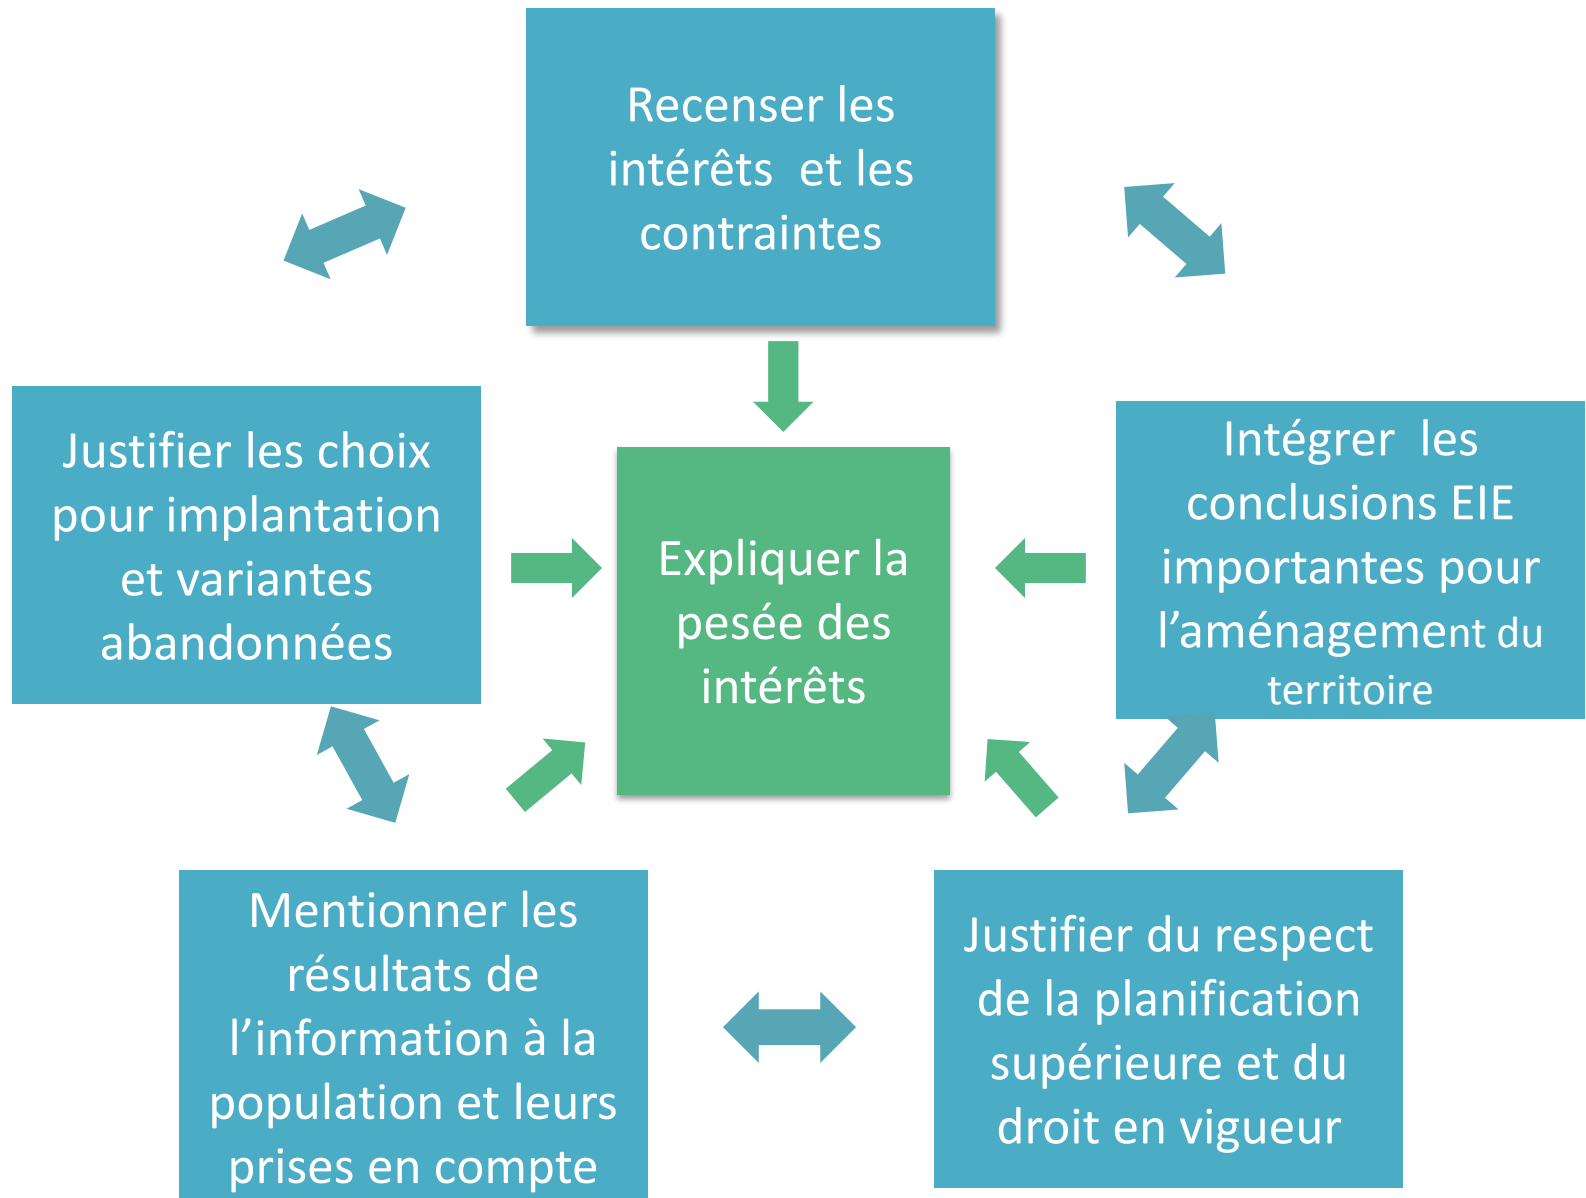 Recenser les
intérêts et les
contraintes
Justifier les choix
pour implantation
et variantes
abandonnées
Expliquer la
pesée des
intérêts
Intégrer les
conclusions EIE
importantes pour
l’aménagement du
territoire
Mentionner les
résultats de
l’information à la
population et leurs
prises en compte
Justifier du respect
de la planification
supérieure et du
droit en vigueur